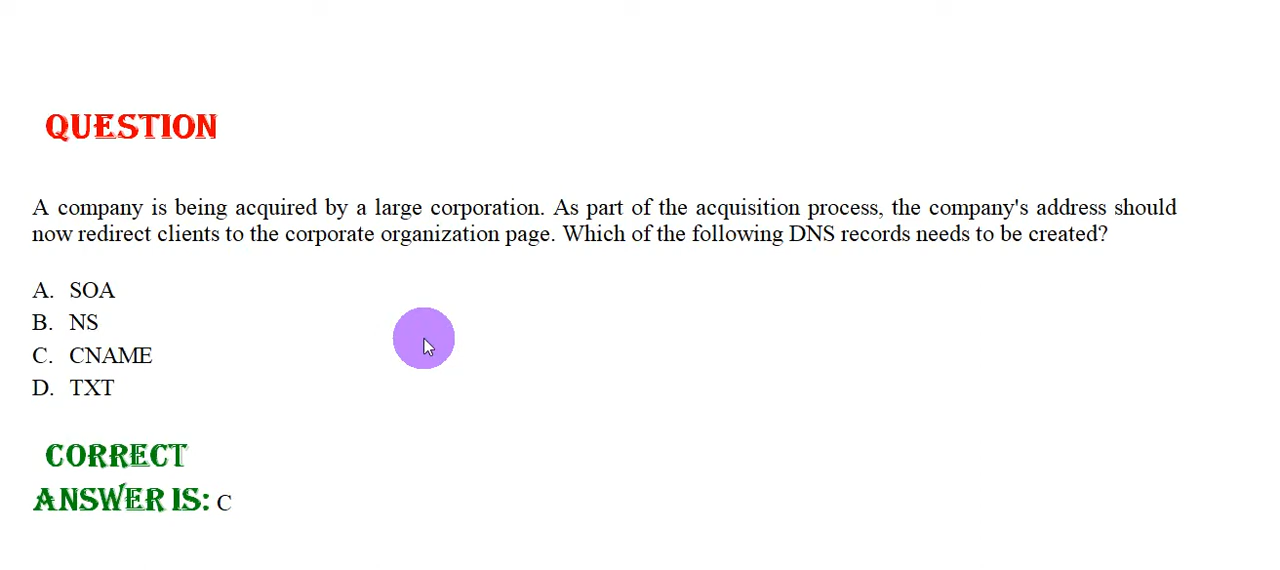 QUESTION
A company is being acquired by a large corporation. As part of the acquisition process, the company's address should
now redirect clients to the corporate organization page. Which of the following DNS records needs to be created?
A. SOA
B. NS
C. CNAME
D. TXT
CORRECT
ANSWER IS: C